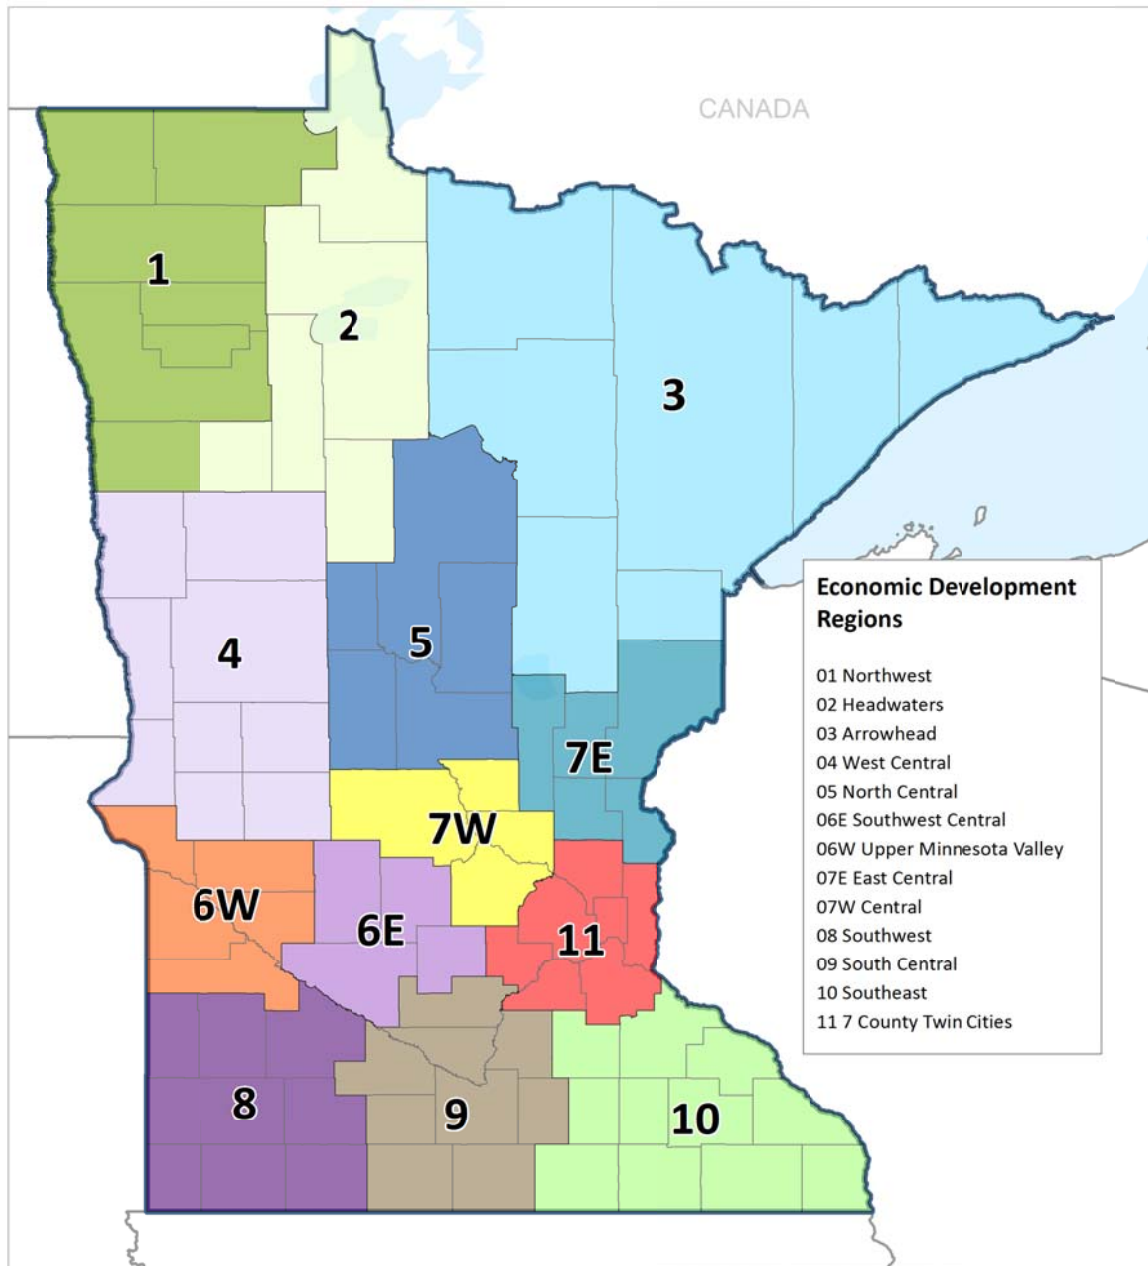 CANADA
1
2
3
4
5
7E
7W
6W
6E
11
8
9
10
Economic Development
Regions
01 Northwest
02 Headwaters
03 Arrowhead
04 West Central
05 North Central
06E Southwest Central
06W Upper Minnesota Valley
07E East Central
07W Central
08 Southwest
09 South Central
10 Southeast
11 7 County Twin Cities